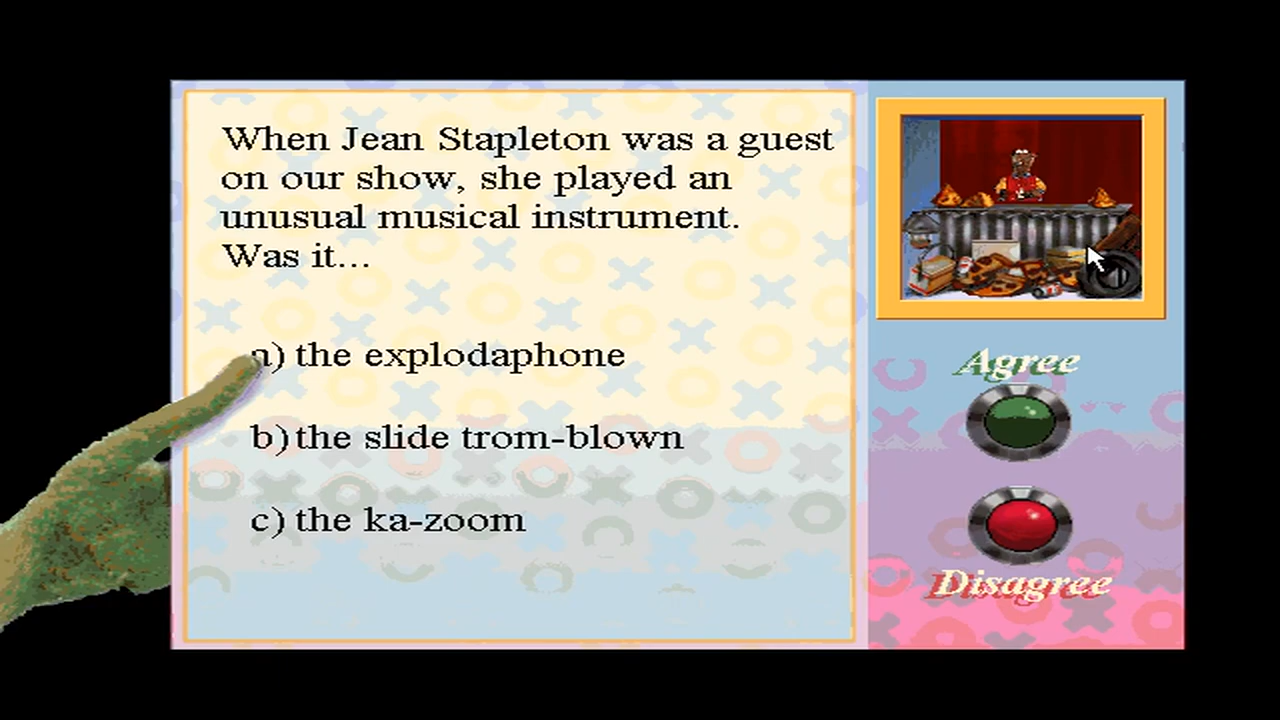 When Jean Stapleton was a guest
on our show, she played an
unusual musical instrument.
Was it...
a) the explodaphone
b) the slide trom-blown
c) the ka-zoom
Agree
Disagree